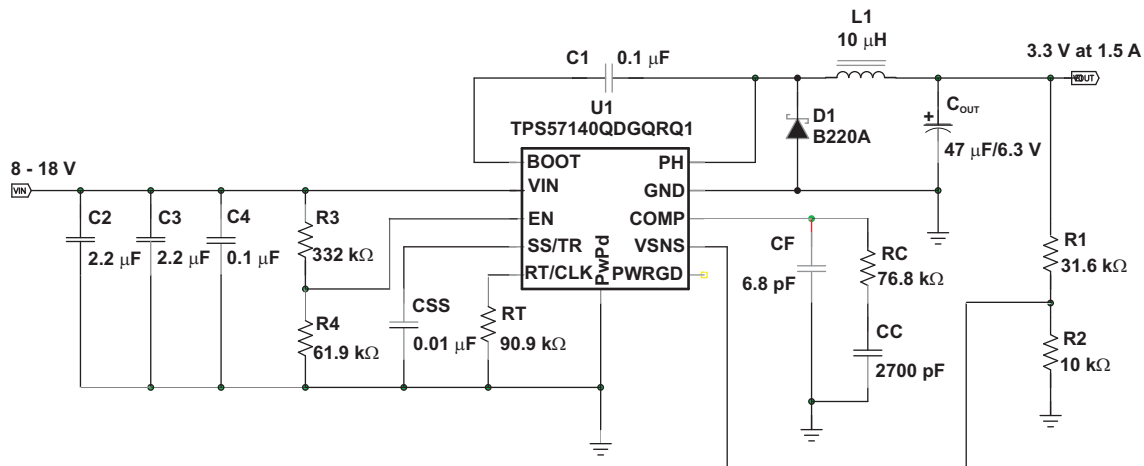 L1
10 μH
3.3 V at 1.5 A
C1
0.1 μF
U1
TPS57140QDGQRQ1
D1
B220A
COUT
+
47 μF/6.3 V
8 - 18 V
VIN
BOOT
VIN
EN
SS/TR
RT/CLK
PwPd
PH
GND
COMP
VSNS
PWRGD
C2
2.2 μF
C3
2.2 μF
C4
0.1 μF
R3
332 kΩ
R4
61.9 kΩ
CSS
0.01 μF
RT
90.9 kΩ
CF
6.8 pF
RC
76.8 kΩ
CC
2700 pF
R1
31.6 kΩ
R2
10 kΩ